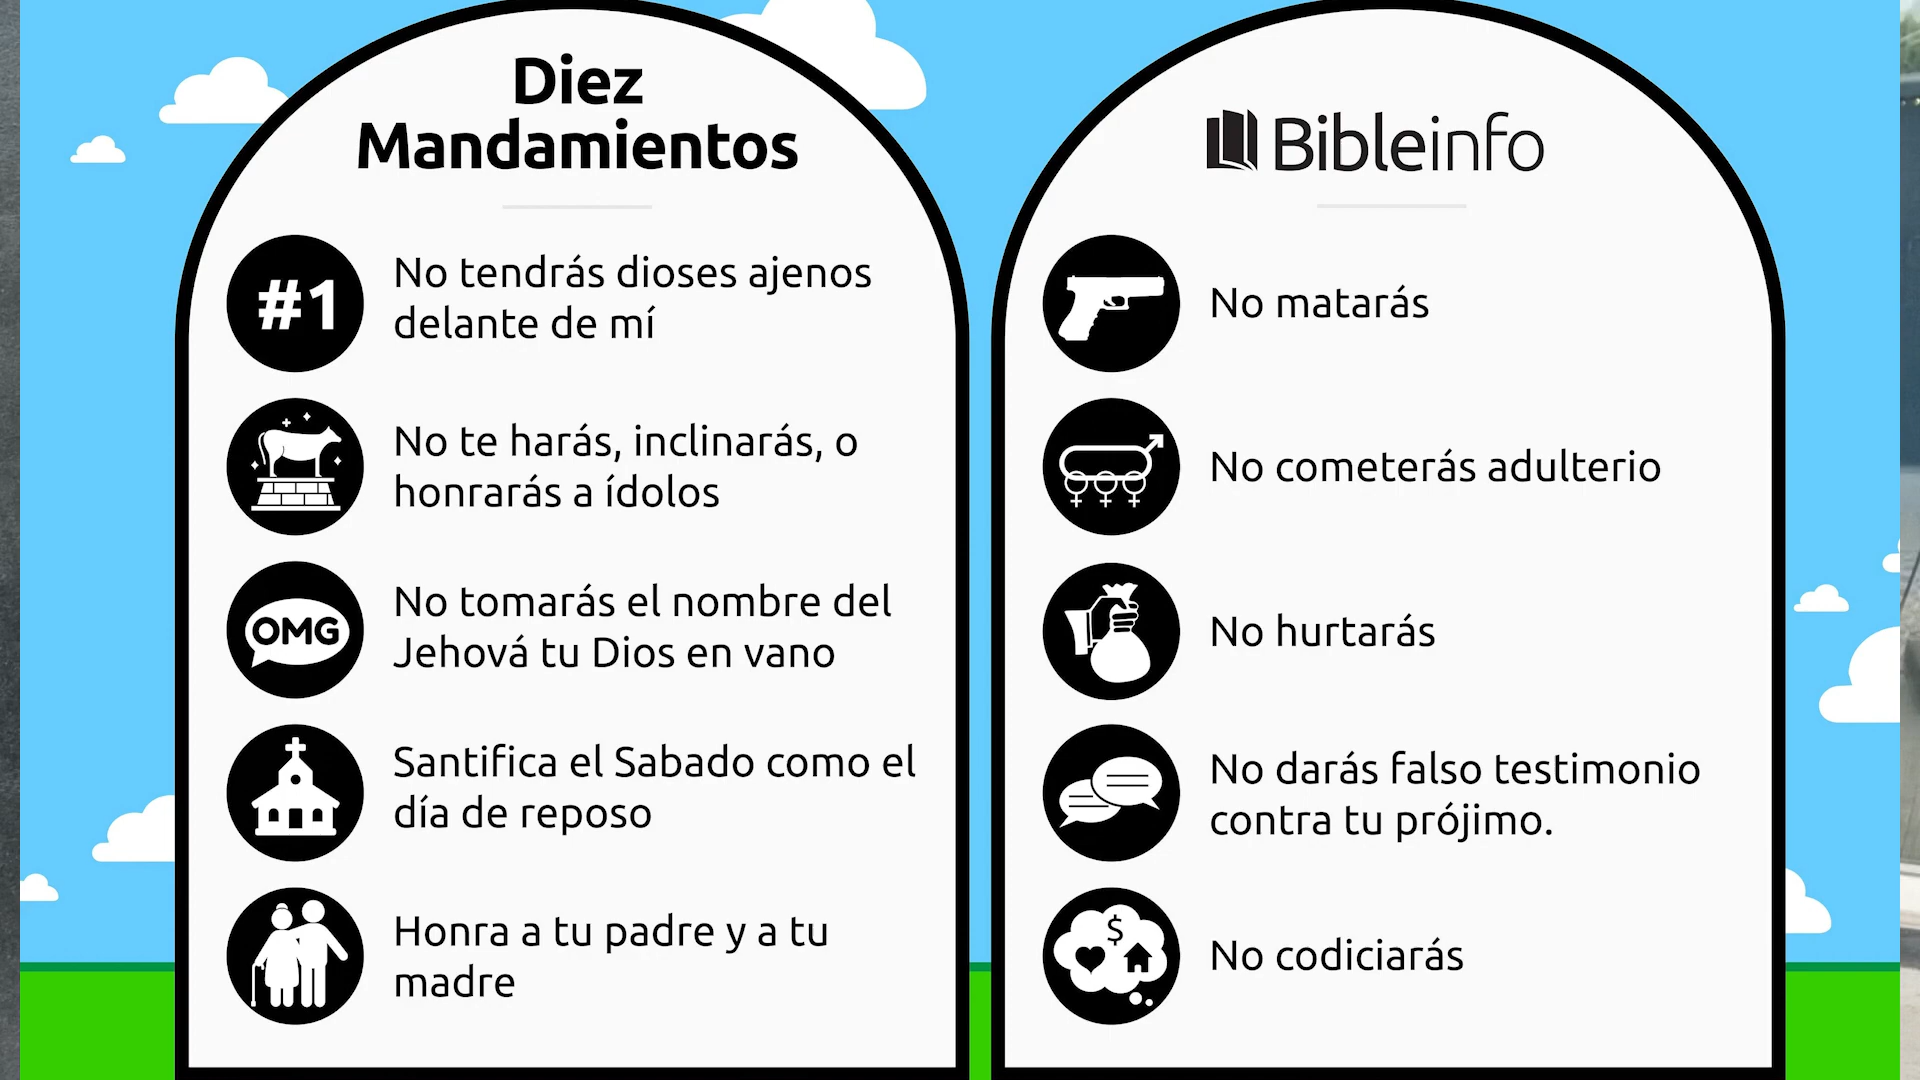 Diez
Mandamientos
#1
No tendrás dioses ajenos
delante de mí
No te harás, inclinarás, o
honrarás a ídolos
OMG
No tomarás el nombre del
Jehová tu Dios en vano
Santifica el Sabado como el
día de reposo
Honra a tu padre y a tu
madre
Bibleinfo
No matarás
No cometerás adulterio
No hurtarás
No darás falso testimonio
contra tu prójimo.
$
No codiciarás